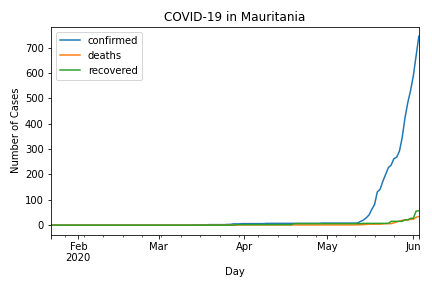 COVID-19 in Mauritania
confirmed
deaths
recovered
Number of Cases
700
600
500
400
300
200
100
0
Feb
2020
Mar
Apr
May
Jun
Day